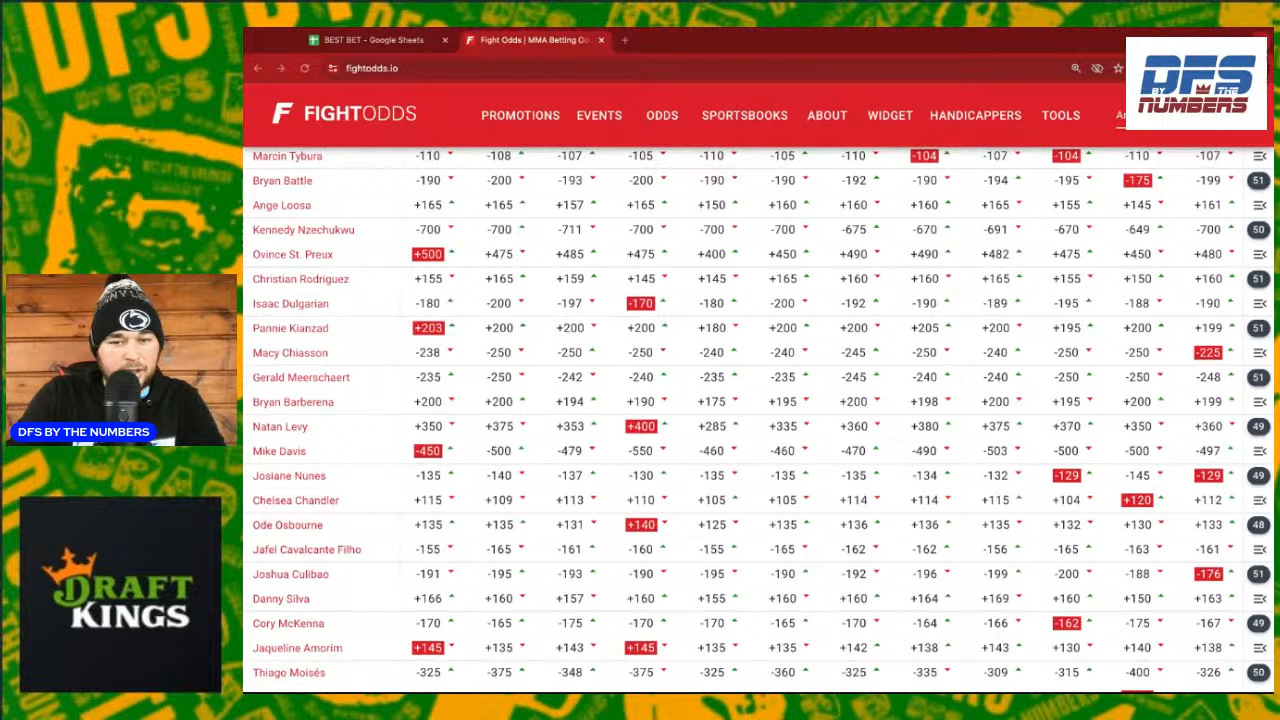 BEST BET - Google Sheets
Fight Odds | MMA Betting Od
fightodds.io
DFS
BY THE
NUMBERS
FIGHTODDS
PROMOTIONS EVENTS ODDS SPORTSBOOKS ABOUT WIDGET HANDICAPPERS TOOLS
Marcin Tybura -110 -108 -107 -105 -110 -105 -110 -104 -107 -104 -110 -107
Bryan Battle -190 -200 -193 -200 -190 -190 -192 -190 -194 -195 -175 -199 51
Ange Loosa +165 +165 +157 +165 +150 +160 +160 +160 +165 +155 +145 +161
Kennedy Nzechukwu -700 -700 -711 -700 -700 -700 -675 -670 -691 -670 -649 -700 50
Ovince St. Preux +500 +475 +485 +475 +400 +450 +490 +490 +482 +475 +450 +480
Christian Rodriguez +155 +165 +159 +145 +145 +165 +160 +160 +165 +155 +150 +160 51
Isaac Dulgarian -180 -200 -197 -170 -180 -200 -192 -190 -189 -195 -188 -190
Pannie Kianzad +203 +200 +200 +200 +180 +200 +200 +205 +200 +195 +200 +199 51
Macy Chiasson -238 -250 -250 -250 -240 -240 -245 -250 -240 -250 -250 -225
Gerald Meerschaert -235 -250 -242 -240 -235 -235 -245 -240 -240 -250 -250 -248 51
Bryan Barberena +200 +200 +194 +190 +175 +195 +200 +198 +200 +195 +200 +199
Natan Levy +350 +375 +353 +400 +285 +335 +360 +380 +375 +370 +350 +360 49
Mike Davis -450 -500 -479 -550 -460 -460 -470 -490 -503 -500 -500 -497
Josiane Nunes -135 -140 -137 -130 -135 -135 -135 -134 -132 -129 -145 -129 49
Chelsea Chandler +115 +109 +113 +110 +105 +105 +114 +114 +115 +104 +120 +112
Ode Osbourne +135 +135 +131 +140 +125 +135 +136 +136 +135 +132 +130 +133 48
Jafel Cavalcante Filho -155 -165 -161 -160 -155 -165 -162 -162 -156 -165 -163 -161
Joshua Culibao -191 -195 -193 -190 -195 -190 -192 -196 -199 -200 -188 -176 51
Danny Silva +166 +160 +157 +160 +155 +160 +160 +164 +169 +160 +150 +163
Cory McKenna -170 -165 -175 -170 -170 -165 -170 -164 -166 -162 -175 -167 49
Jaqueline Amorim +145 +135 +143 +145 +135 +135 +142 +138 +143 +130 +140 +138
Thiago Moisés -325 -375 -348 -375 -325 -360 -325 -335 -309 -315 -400 -326 50
DFS BY THE NUMBERS
DRAFT
KINGS